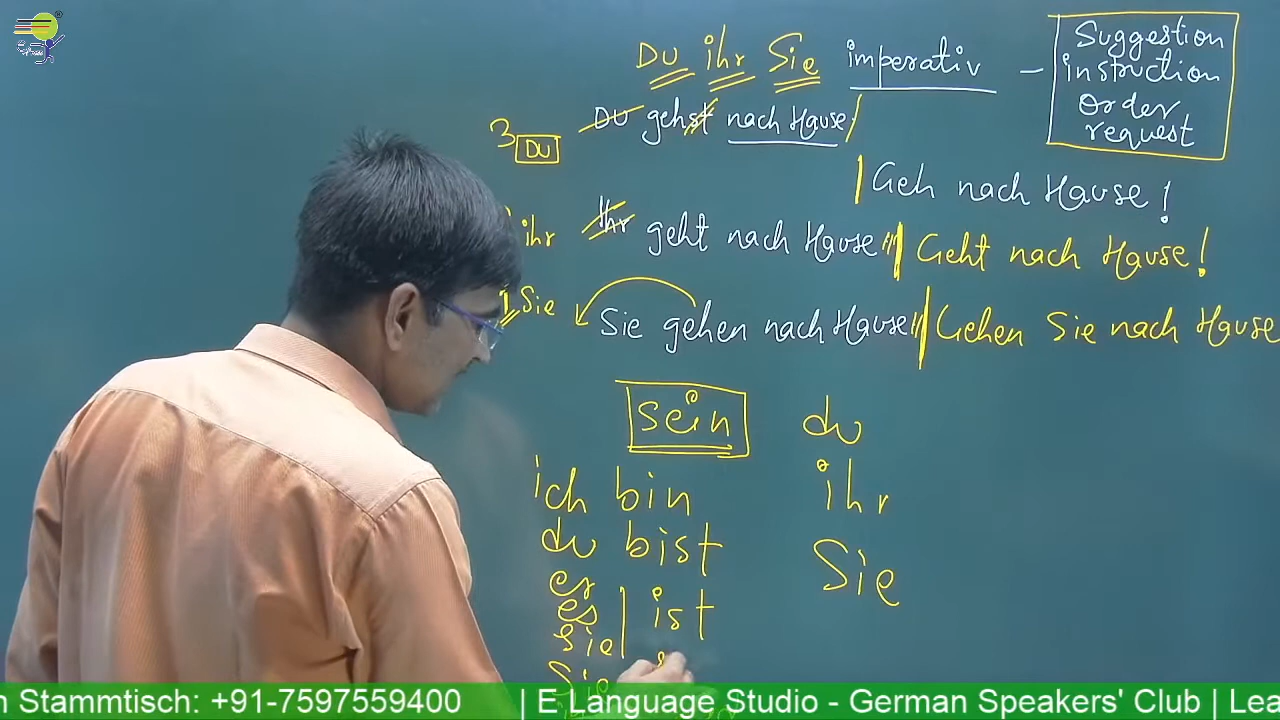 Du ihr Sie imperativ - Suggestion
instruction
order
request
3 Du Du gehst nach Hause
Geh nach Hause!
ihr Ihr geht nach Hause Geht nach Hause!
Sie Sie gehen nach Hause Gehen Sie nach Hause
sein
du
ihr
Sie
ich bin
du bist
er
es ist
sie
Sie
Stammtisch: +91-7597559400 | E Language Studio - German Speakers' Club | Lea